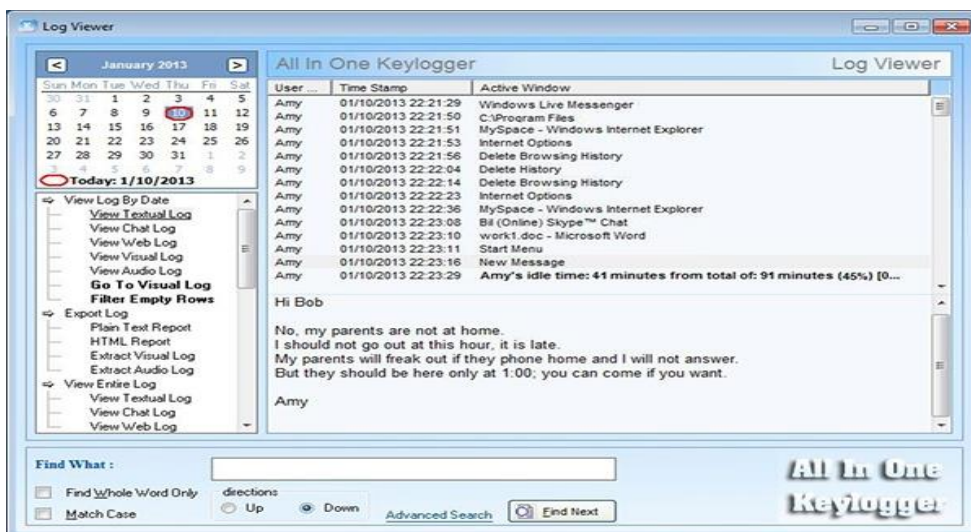 Log Viewer
January 2013
Sun Mon Tue Wed Thu Fri Sat
30 31 1 2 3 4 5
6 7 8 9 10 11 12
13 14 15 16 17 18 19
20 21 22 23 24 25 26
27 28 29 30 31 1 2
3 4 5 6 7 8 9
Today: 1/10/2013
View Log By Date
View Textual Log
View Chat Log
View Web Log
View Visual Log
View Audio Log
Go To Visual Log
Filter Empty Rows
Export Log
Plain Text Report
HTML Report
Extract Visual Log
Extract Audio Log
View Entire Log
View Textual Log
View Chat Log
View Web Log
All In One Keylogger Log Viewer
User ... Time Stamp Active Window
Amy 01/10/2013 22:21:29 Windows Live Messenger
Amy 01/10/2013 22:21:50 C:\Program Files
Amy 01/10/2013 22:21:51 MySpace - Windows Internet Explorer
Amy 01/10/2013 22:21:53 Internet Options
Amy 01/10/2013 22:21:56 Delete Browsing History
Amy 01/10/2013 22:22:04 Delete History
Amy 01/10/2013 22:22:14 Delete Browsing History
Amy 01/10/2013 22:22:23 Internet Options
Amy 01/10/2013 22:22:36 MySpace - Windows Internet Explorer
Amy 01/10/2013 22:23:08 Bil (Online) Skype™ Chat
Amy 01/10/2013 22:23:10 work1.doc - Microsoft Word
Amy 01/10/2013 22:23:11 Start Menu
Amy 01/10/2013 22:23:16 New Message
Amy 01/10/2013 22:23:29 Amy's idle time: 41 minutes from total of: 91 minutes (45%) [0...
Hi Bob
No, my parents are not at home.
I should not go out at this hour, it is late.
My parents will freak out if they phone home and I will not answer.
But they should be here only at 1:00; you can come if you want.
Amy
Find What :
Find Whole Word Only
Match Case
directions
Up Down
Advanced Search
Find Next
All In One
Keylogger